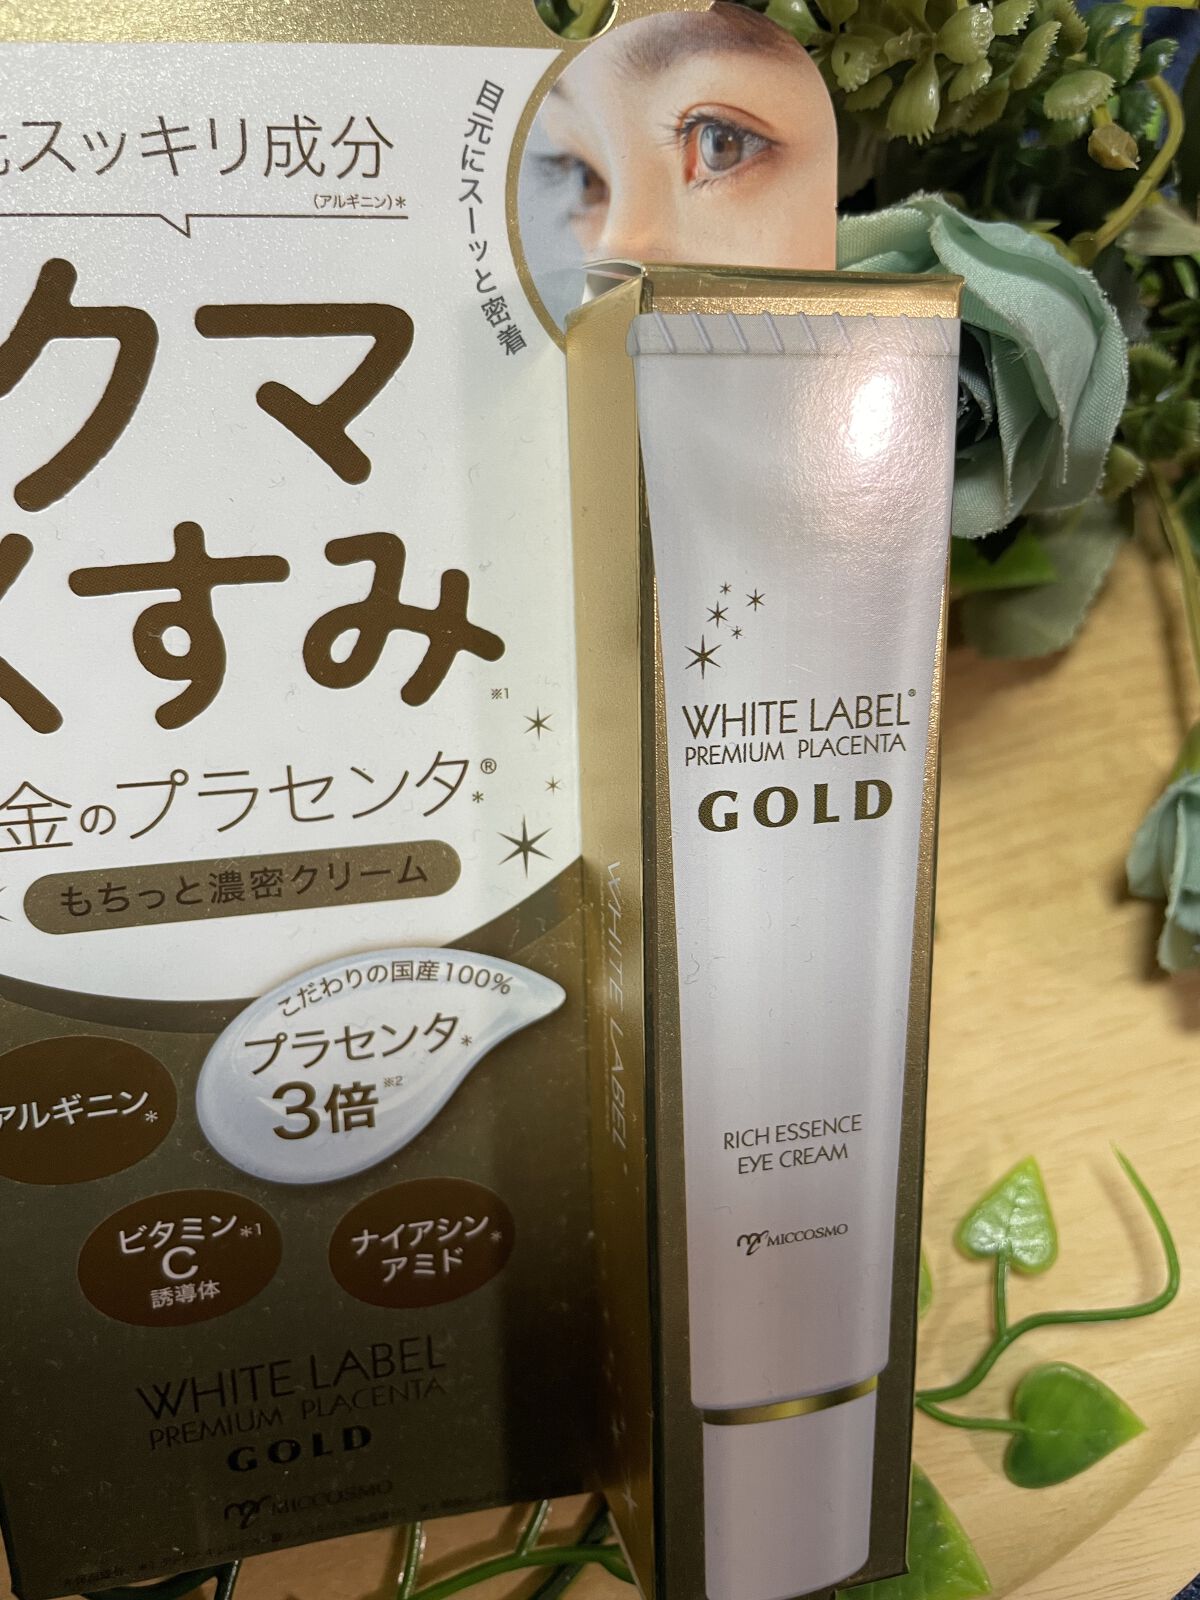 スッキリ成分
(アルギニン)*
目元にスーッと密着
クマ
くすみ
※1
金のプラセンタ®*
もちっと濃密クリーム
こだわりの国産100%
プラセンタ*
3倍※2
アルギニン*
ビタミン*1
C
誘導体
ナイアシン*
アミド
WHITE LABEL
PREMIUM PLACENTA
GOLD
MICCOSMO
WHITE LABEL
WHITE LABEL®
PREMIUM PLACENTA
GOLD
RICH ESSENCE
EYE CREAM
MICCOSMO